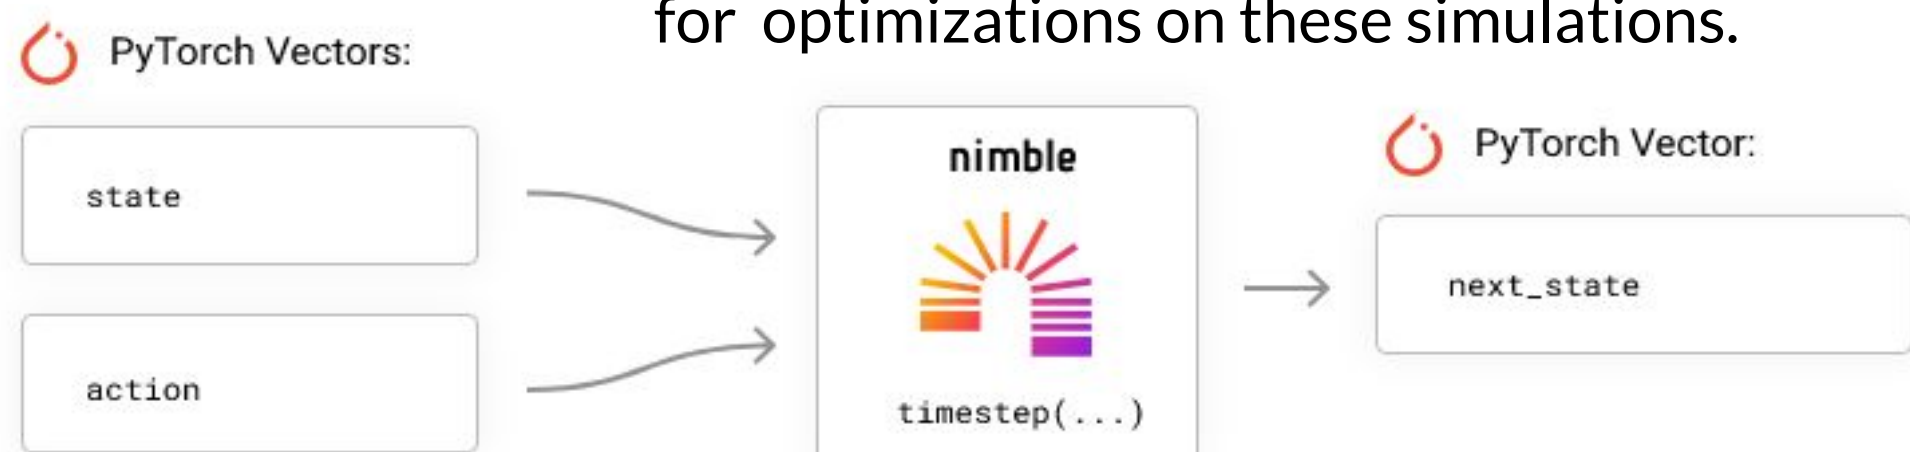 for optimizations on these simulations.
PyTorch Vectors:
state
action
nimble
timestep(...)
PyTorch Vector:
next_state